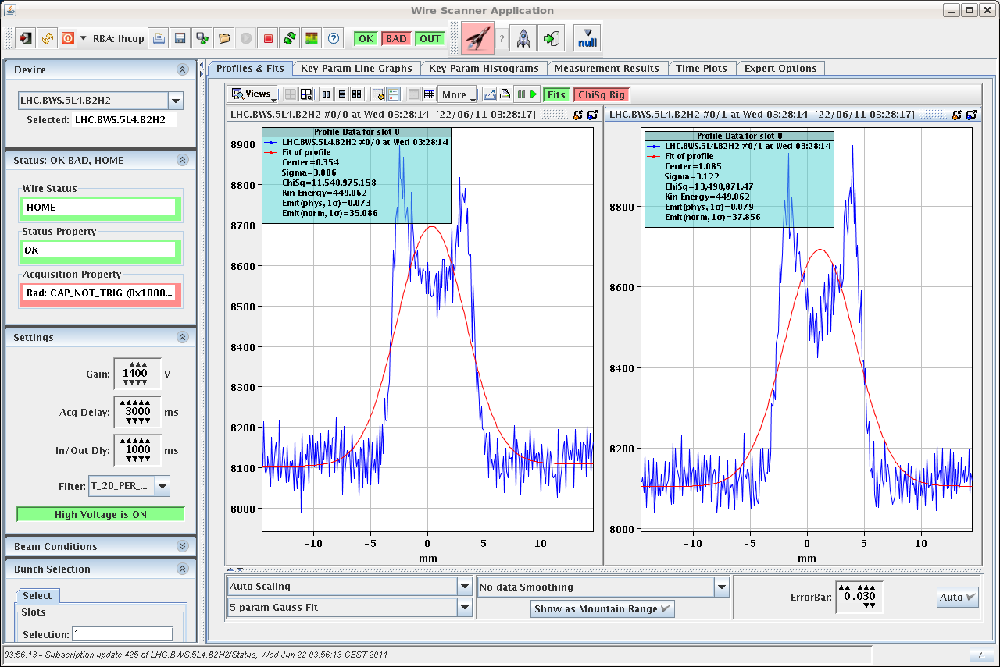 Wire Scanner Application
RBA: lhcop
OK BAD OUT
?
null
Device
LHC.BWS.5L4.B2H2
Selected: LHC.BWS.5L4.B2H2
Status: OK BAD, HOME
Wire Status
HOME
Status Property
OK
Acquisition Property
Bad: CAP_NOT_TRIG (0x1000...
Settings
Gain: 1400 V
Acq Delay: 3000 ms
In/Out Dly: 1000 ms
Filter: T_20_PER_...
High Voltage is ON
Beam Conditions
Bunch Selection
Select
Slots
Selection: 1
Profiles & Fits
Key Param Line Graphs
Key Param Histograms
Measurement Results
Time Plots
Expert Options
Views
More
Fits
ChiSq Big
LHC.BWS.5L4.B2H2 #0/0 at Wed 03:28:14 [22/06/11 03:28:17]
Profile Data for slot 0
LHC.BWS.5L4.B2H2 #0/0 at Wed 03:28:14
Fit of profile
Center=0.354
Sigma=3.006
ChiSq=11,540,975.158
Kin Energy=449.062
Emit(phys, 1σ)=0.073
Emit(norm, 1σ)=35.086
8900
8800
8700
8600
8500
8400
8300
8200
8100
8000
-10 -5 0 5 10
mm
LHC.BWS.5L4.B2H2 #0/1 at Wed 03:28:14 [22/06/11 03:28:17]
Profile Data for slot 0
LHC.BWS.5L4.B2H2 #0/1 at Wed 03:28:14
Fit of profile
Center=1.085
Sigma=3.122
ChiSq=13,490,871.47
Kin Energy=449.062
Emit(phys, 1σ)=0.079
Emit(norm, 1σ)=37.856
8800
8600
8400
8200
8000
-10 -5 0 5 10
mm
Auto Scaling
5 param Gauss Fit
No data Smoothing
Show as Mountain Range
ErrorBar: 0.030
Auto
03:56:13 - Subscription update 425 of LHC.BWS.5L4.B2H2/Status, Wed Jun 22 03:56:13 CEST 2011